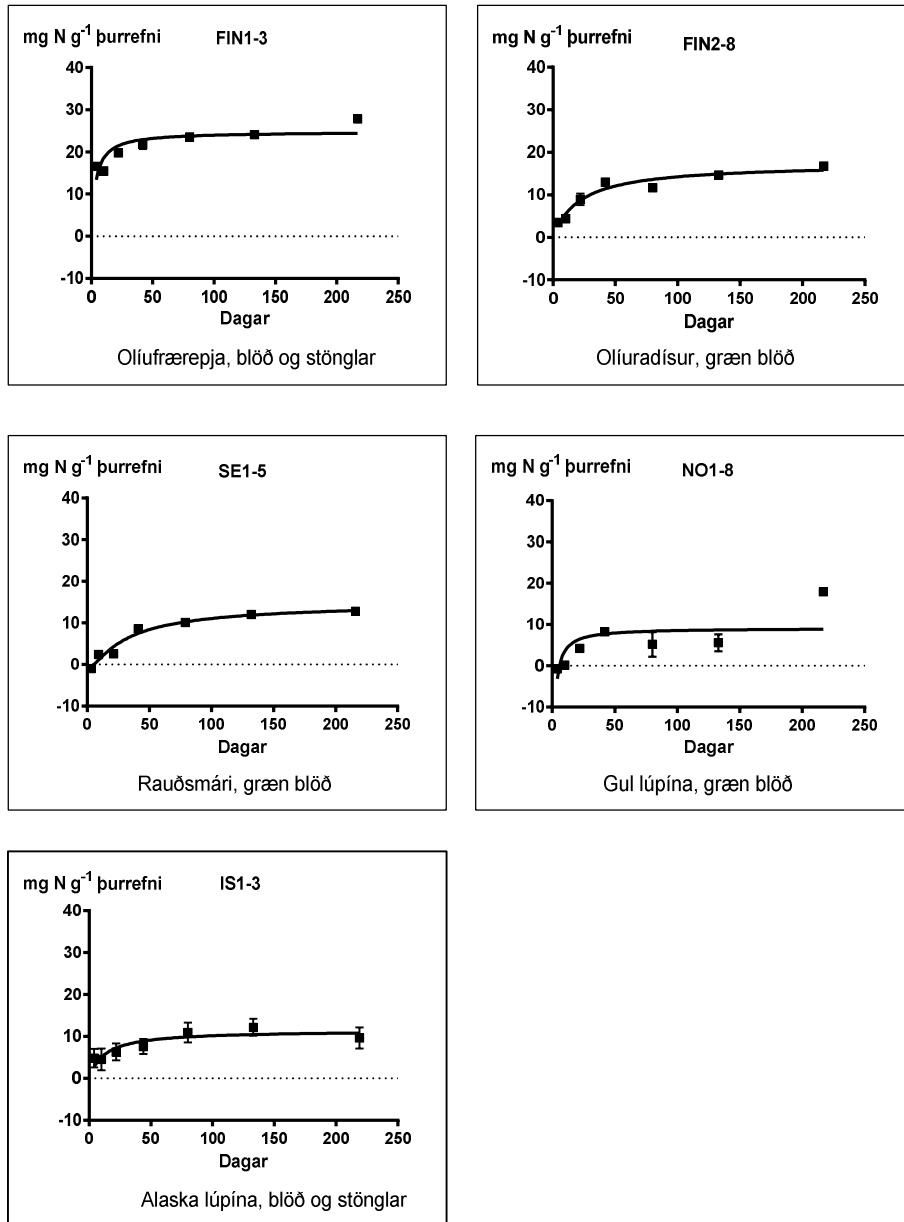 mg N g⁻¹ þurrefni
FIN1-3
40
30
20
10
0
-10
0 50 100 150 200 250
Dagar
Olíufrærepja, blöð og stönglar
mg N g⁻¹ þurrefni
FIN2-8
40
30
20
10
0
-10
0 50 100 150 200 250
Dagar
Olíuradísur, græn blöð
mg N g⁻¹ þurrefni
SE1-5
40
30
20
10
0
-10
0 50 100 150 200 250
Dagar
Rauðsmári, græn blöð
mg N g⁻¹ þurrefni
NO1-8
40
30
20
10
0
-10
0 50 100 150 200 250
Dagar
Gul lúpína, græn blöð
mg N g⁻¹ þurrefni
IS1-3
40
30
20
10
0
-10
0 50 100 150 200 250
Dagar
Alaska lúpína, blöð og stönglar